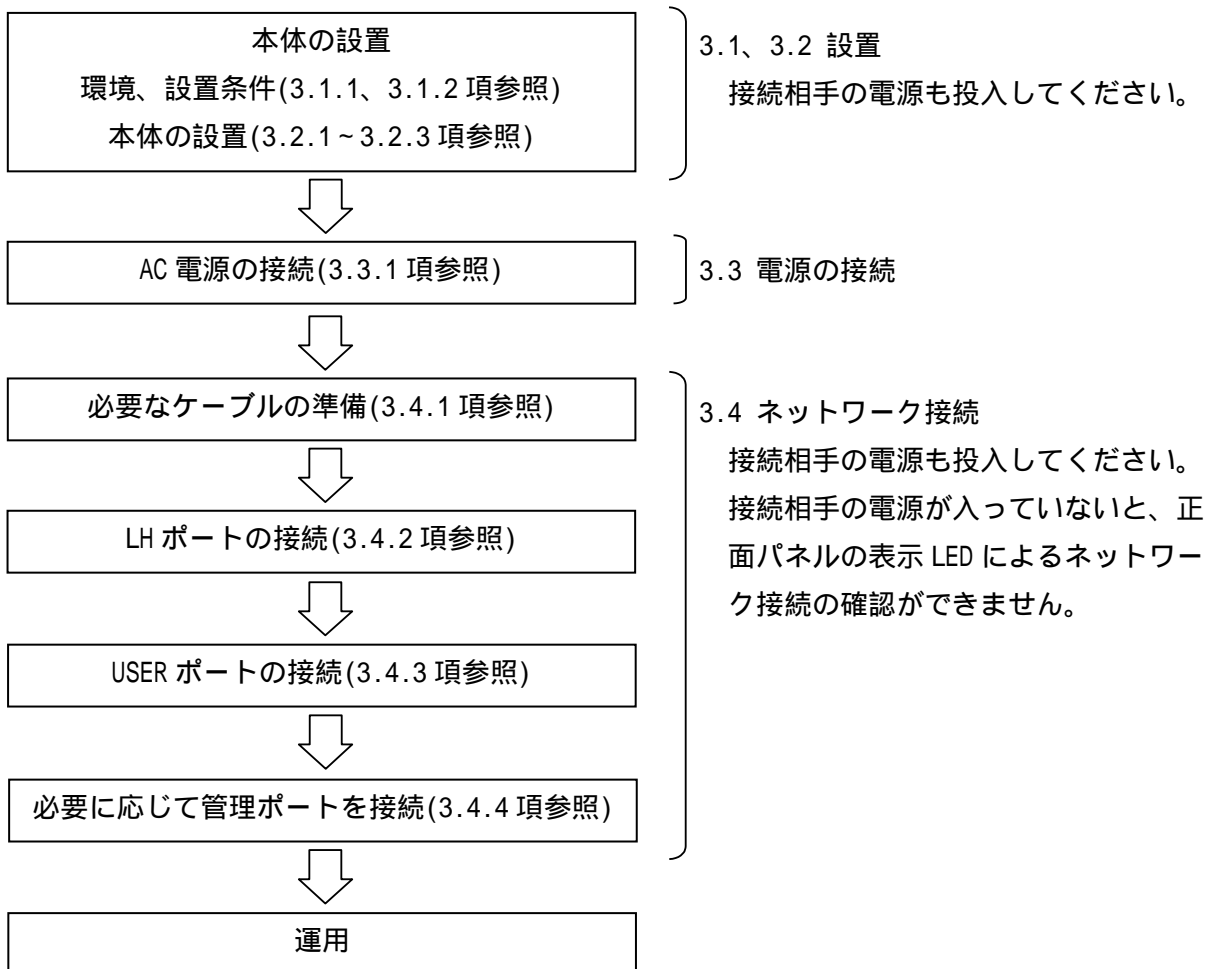 本体の設置
環境、設置条件(3.1.1、3.1.2 項参照)
本体の設置(3.2.1~3.2.3 項参照)
3.1、3.2 設置
接続相手の電源も投入してください。
AC 電源の接続(3.3.1 項参照)
3.3 電源の接続
必要なケーブルの準備(3.4.1 項参照)
LH ポートの接続(3.4.2 項参照)
USER ポートの接続(3.4.3 項参照)
必要に応じて管理ポートを接続(3.4.4 項参照)
3.4 ネットワーク接続
接続相手の電源も投入してください。
接続相手の電源が入っていないと、正
面パネルの表示 LED によるネットワー
ク接続の確認ができません。
運用